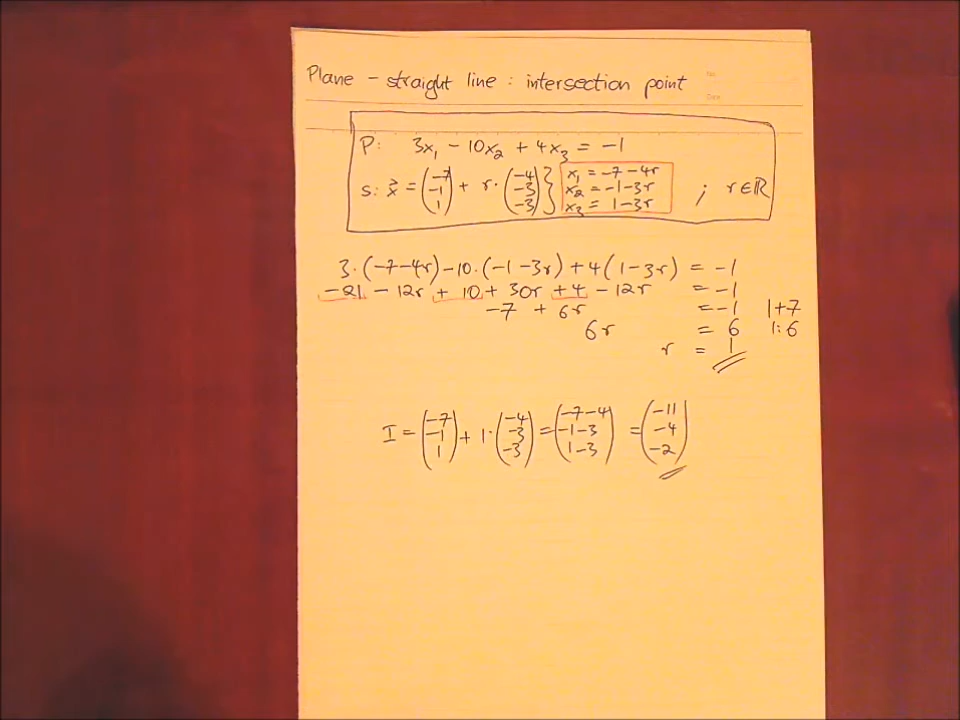 Plane – straight line : intersection point
P: 3x₁ − 10x₂ + 4x₃ = −1
s: x⃗ = (−7 −1 1) + r · (−4 −3 −3) } x₁ = −7 −4r
x₂ = −1 −3r
x₃ = 1 −3r
; r ∈ ℝ
3·(−7−4r) −10·(−1 −3r) + 4(1−3r) = −1
−21 − 12r + 10 + 30r + 4 − 12r = −1
−7 + 6r = −1 |+7
6r = 6 |:6
r = 1
I = (−7 −1 1) + 1·(−4 −3 −3) = (−7−4 −1−3 1−3) = (−11 −4 −2)